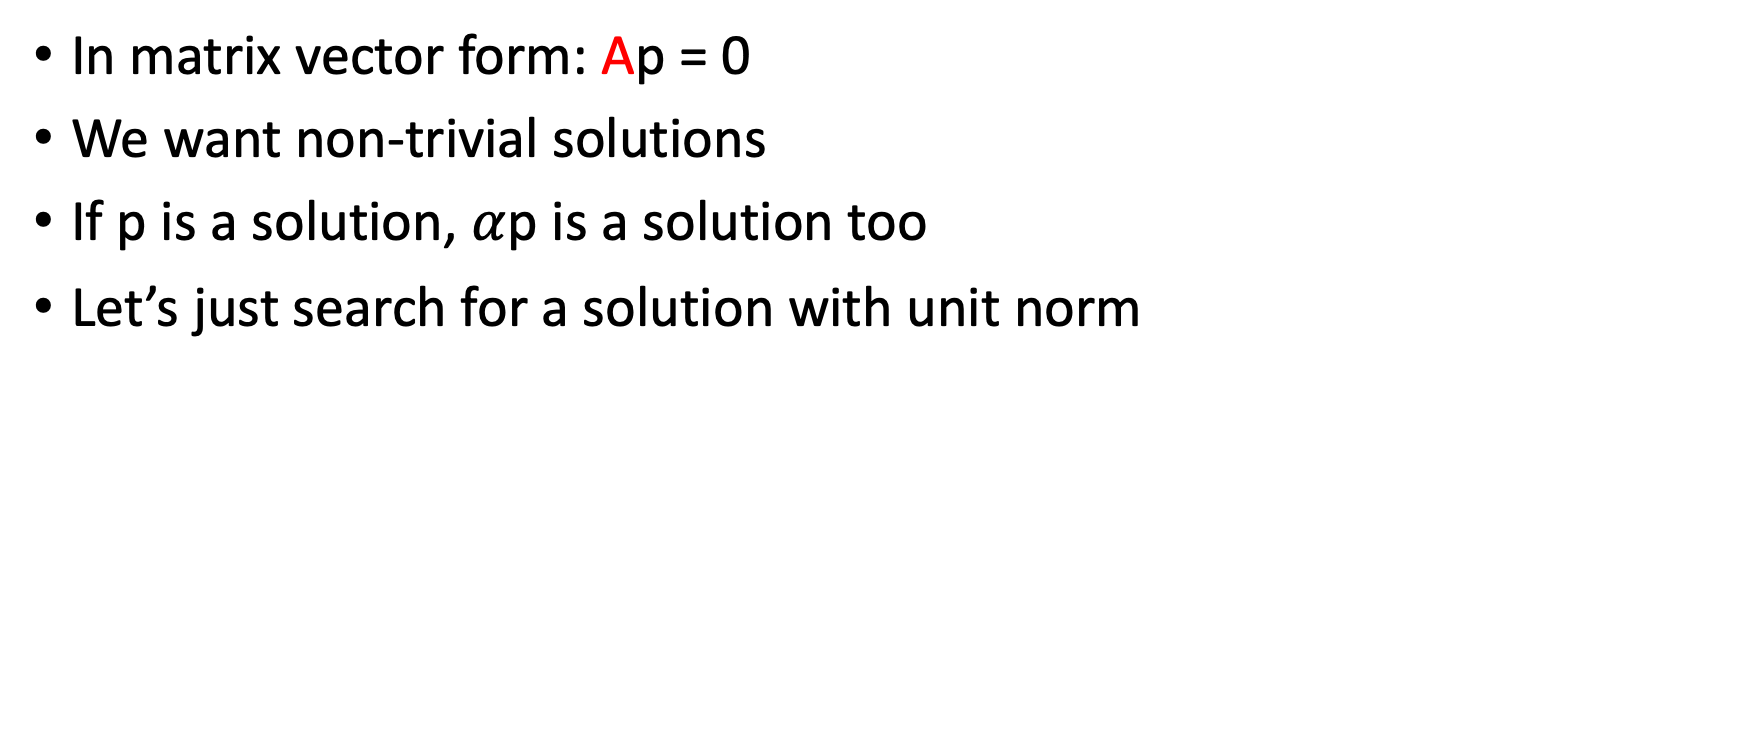 • In matrix vector form: Ap = 0
• We want non-trivial solutions
• If p is a solution, 𝛼p is a solution too
• Let’s just search for a solution with unit norm